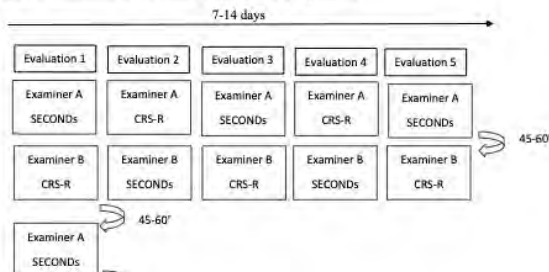 7-14 days
Evaluation 1
Evaluation 2
Evaluation 3
Evaluation 4
Evaluation 5
Examiner A
SECONDs
Examiner A
CRS-R
Examiner A
SECONDs
Examiner A
CRS-R
Examiner A
SECONDs
45-60'
Examiner B
CRS-R
Examiner B
SECONDs
Examiner B
CRS-R
Examiner B
SECONDs
Examiner B
CRS-R
45-60'
Examiner A
SECONDs